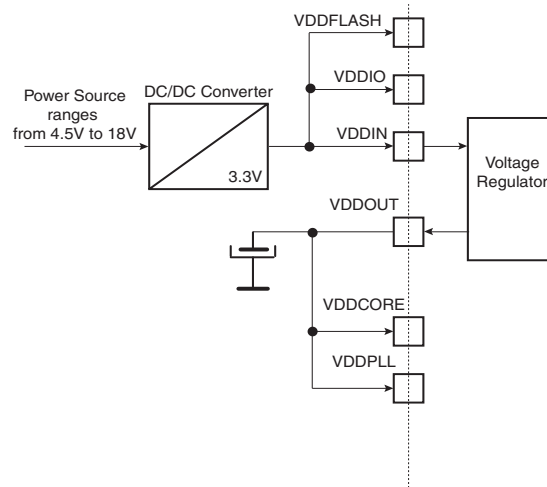 VDDFLASH
VDDIO
DC/DC Converter
Power Source
ranges
from 4.5V to 18V
VDDIN
3.3V
Voltage
Regulator
VDDOUT
VDDCORE
VDDPLL